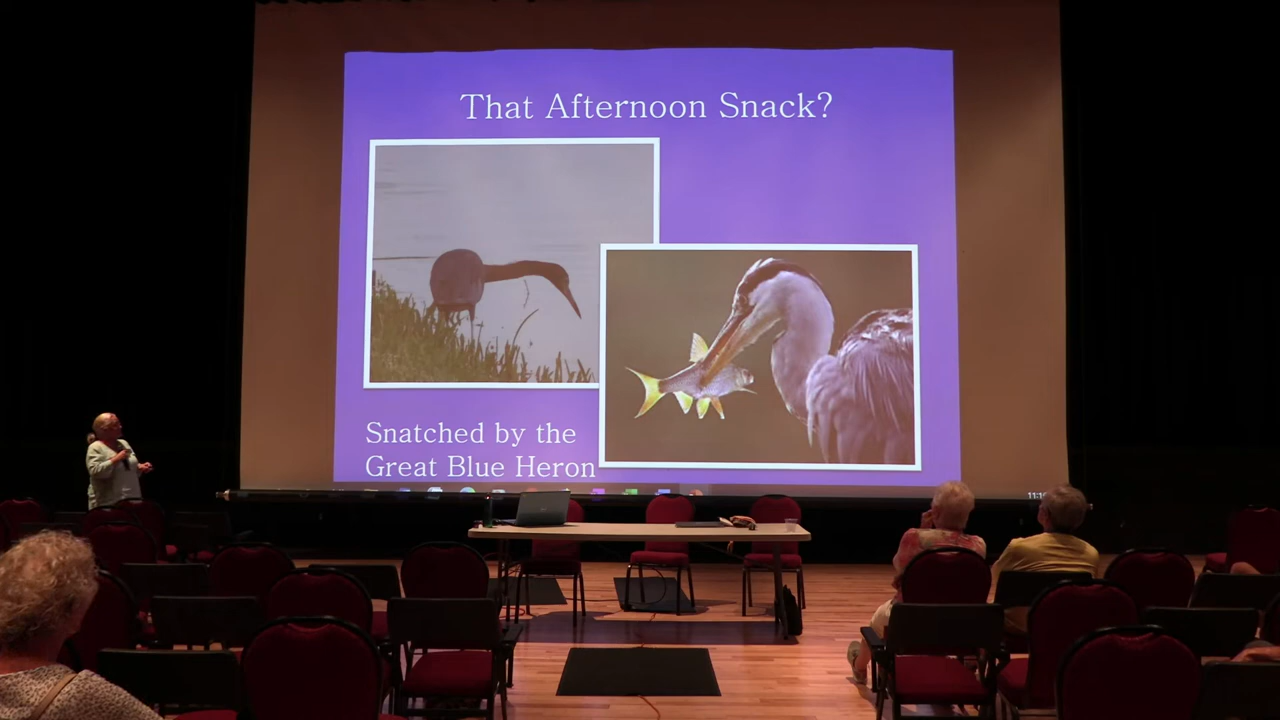 That Afternoon Snack?
Snatched by the
Great Blue Heron